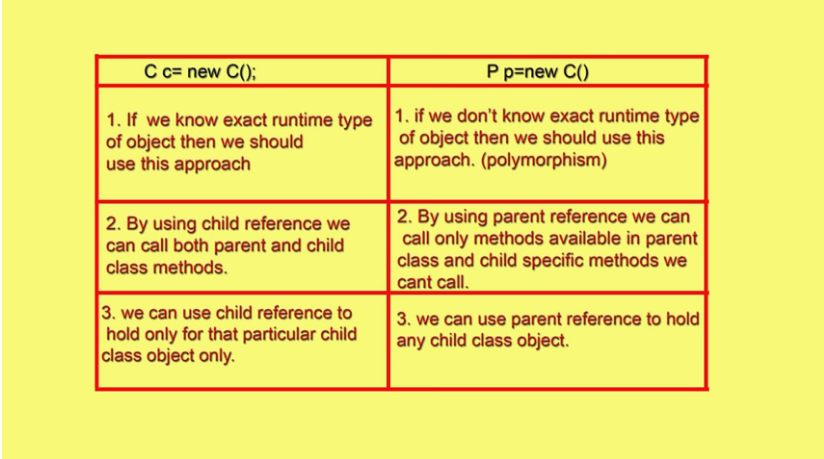 C c= new C();
P p=new C()
1. If we know exact runtime type
of object then we should
use this approach
1. if we don't know exact runtime type
of object then we should use this
approach. (polymorphism)
2. By using child reference we
can call both parent and child
class methods.
2. By using parent reference we can
call only methods available in parent
class and child specific methods we
cant call.
3. we can use child reference to
hold only for that particular child
class object only.
3. we can use parent reference to hold
any child class object.